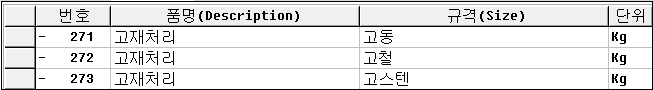 번호 품명(Description) 규격(Size) 단위
- 271 고재처리 고동 Kg
- 272 고재처리 고철 Kg
- 273 고재처리 고스텐 Kg